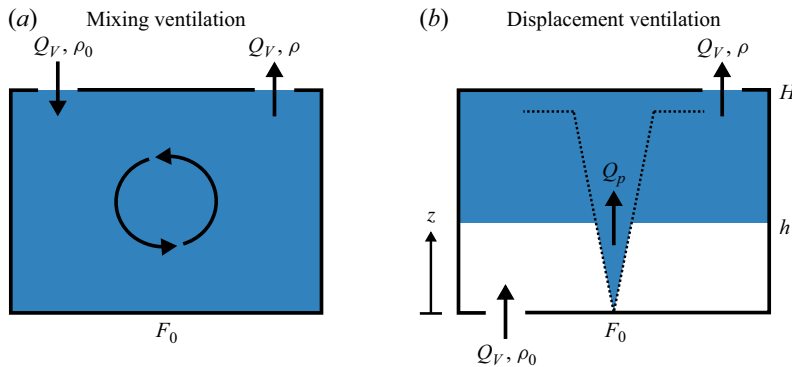 (a) Mixing ventilation
Q_V, ρ_0
Q_V, ρ
F_0
(b) Displacement ventilation
Q_V, ρ
H
Q_p
z
h
F_0
Q_V, ρ_0